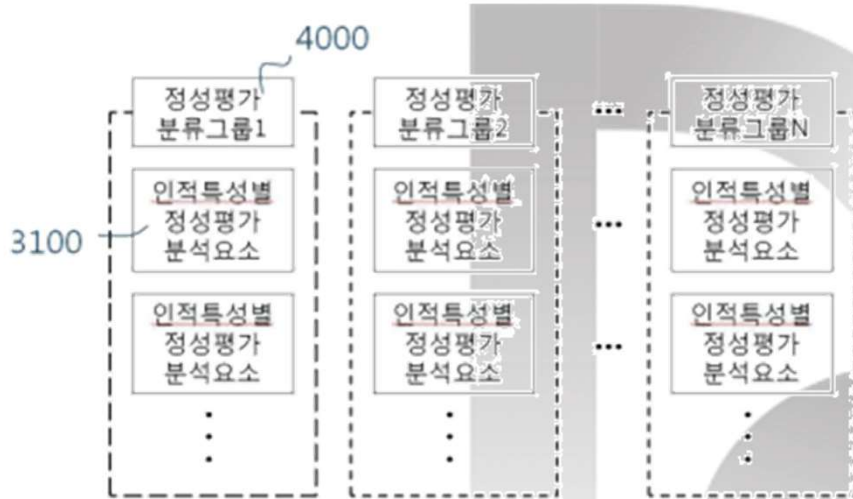 4000
정성평가
분류그룹1
정성평가
분류그룹2
...
정성평가
분류그룹N
3100
인적특성별
정성평가
분석요소
인적특성별
정성평가
분석요소
...
인적특성별
정성평가
분석요소
인적특성별
정성평가
분석요소
인적특성별
정성평가
분석요소
...
인적특성별
정성평가
분석요소